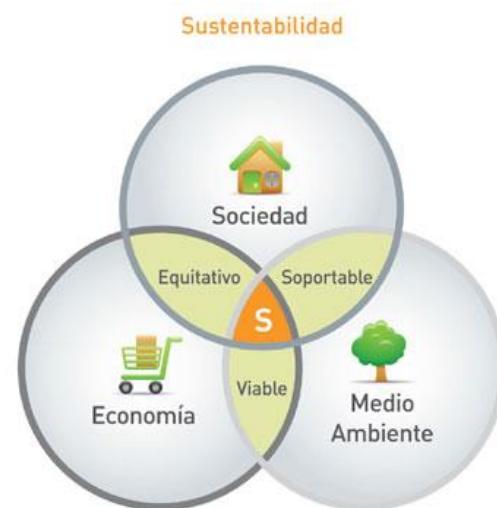 Sustentabilidad
Sociedad
Equitativo
Soportable
S
Viable
Economía
Medio
Ambiente